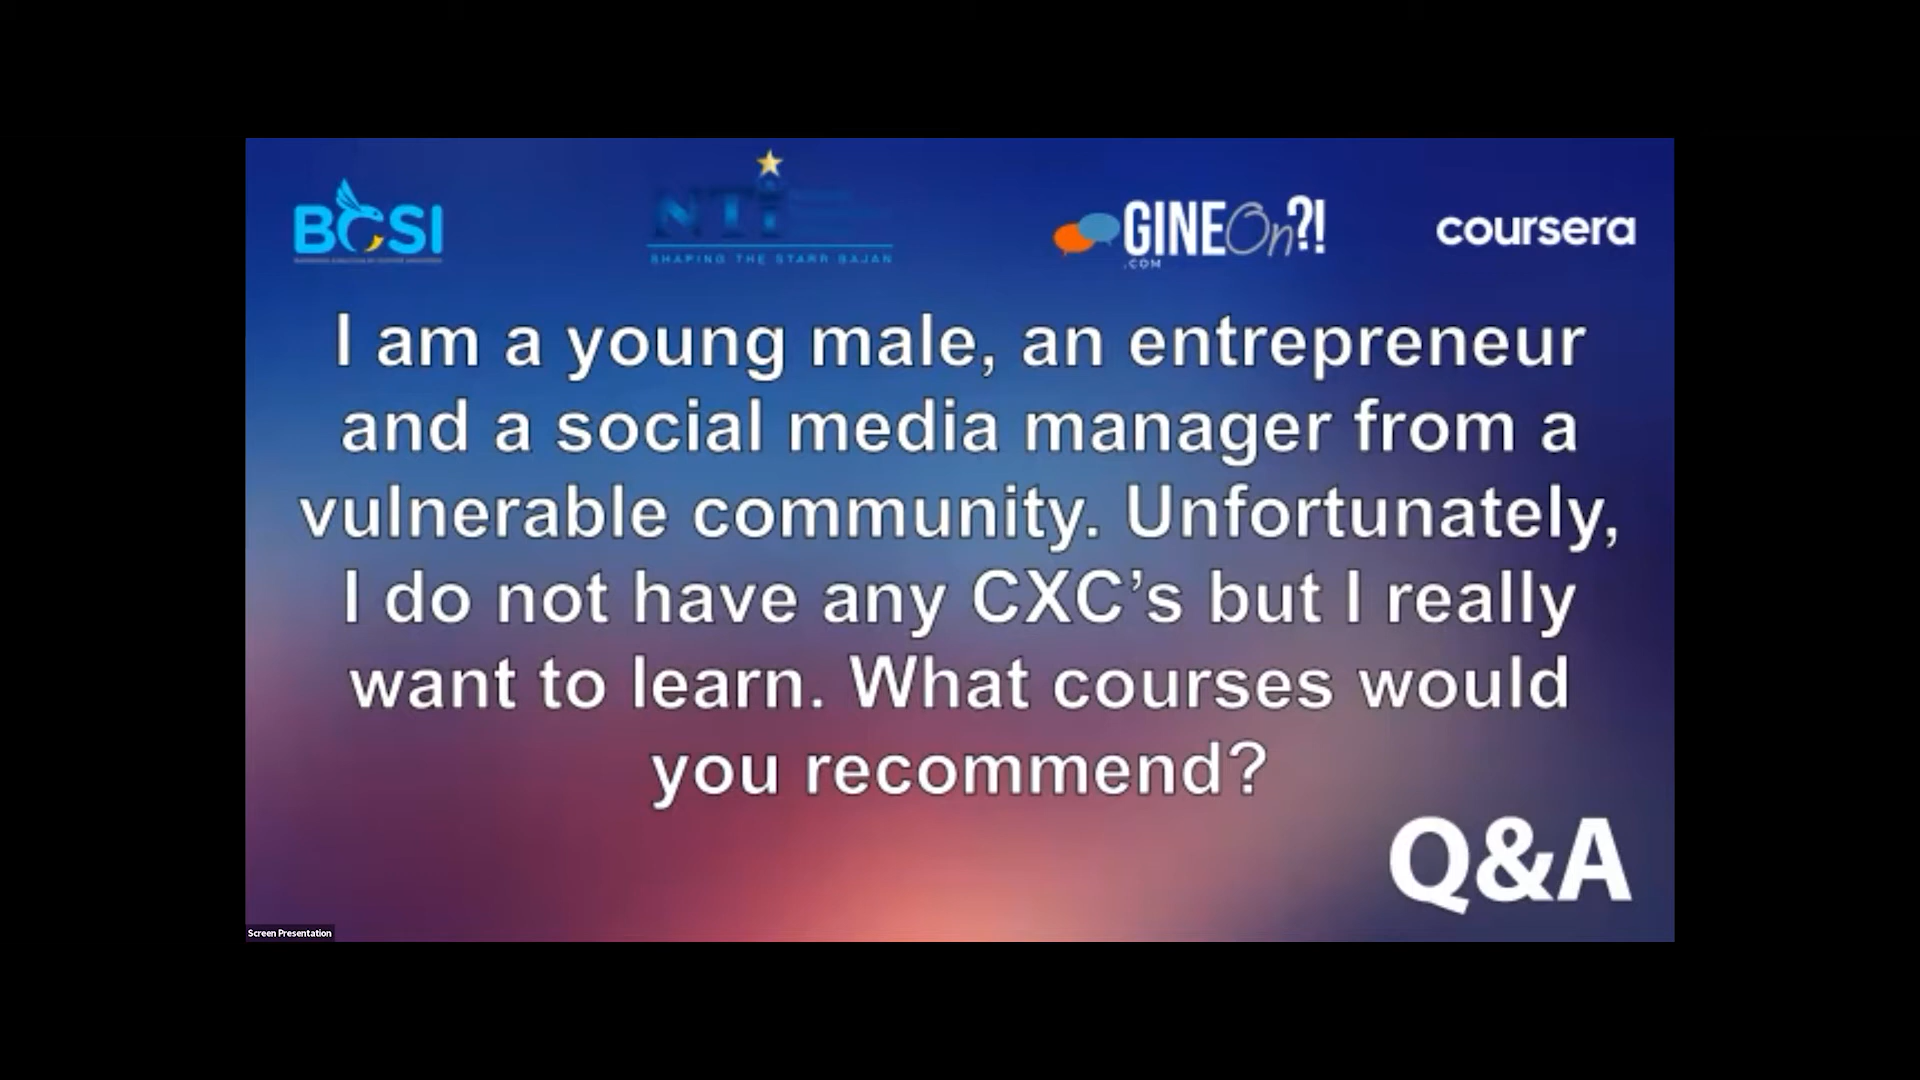 BCSI
NTi
SHAPING THE STARR BAJAN
GINEOn?!
.COM
coursera
I am a young male, an entrepreneur
and a social media manager from a
vulnerable community. Unfortunately,
I do not have any CXC’s but I really
want to learn. What courses would
you recommend?
Q&A
Screen Presentation